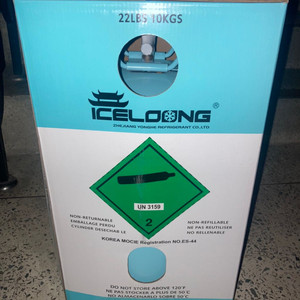 22LBS 10KGS
ICELOONG®
ZHEJIANG YONGHE REFRIGERANT CO.,LTD.
UN 3159
2
NON-RETURNABLE
EMBALLAGE PERDU
CYLINDER DESECHAR LE
NON-REFILLABLE
NE PAS REUTILISER
NO RELLENABLE
KOREA MOCIE Registration NO.ES-44
DO NOT STORE ABOVE 120°F
NE PAS STOCKER A PLUS DE 50°C
NO ALMACENARLO SOBRE 50°C